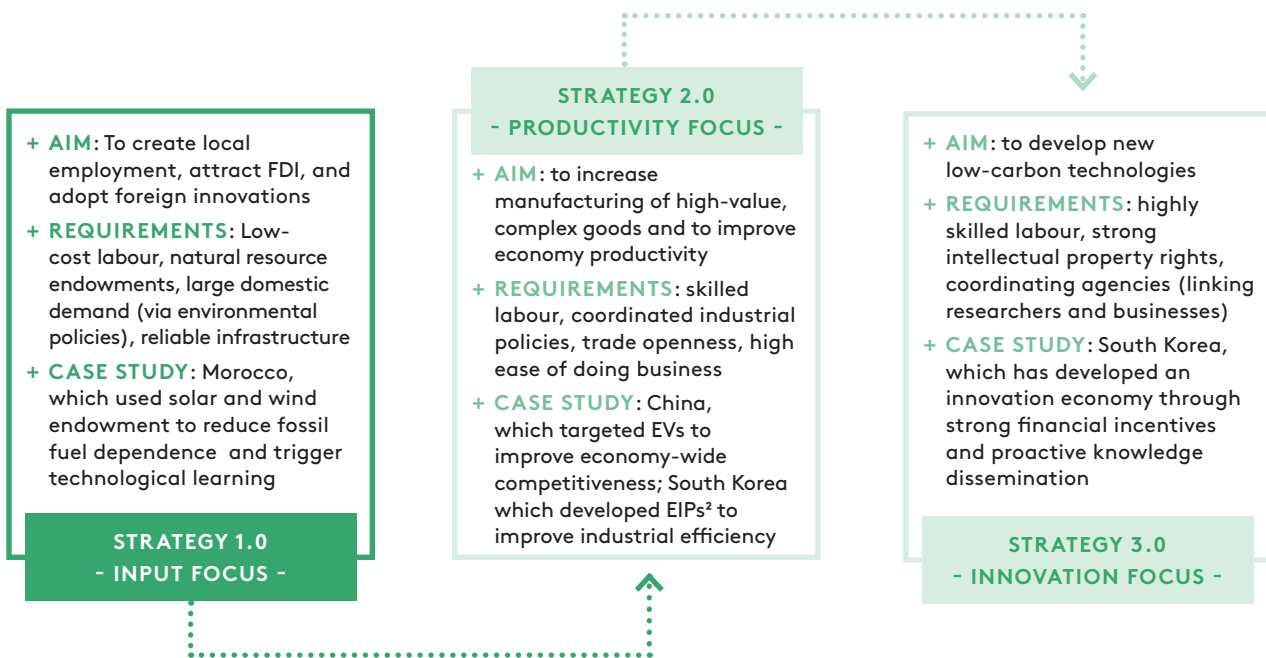 + AIM: To create local
employment, attract FDI, and
adopt foreign innovations
+ REQUIREMENTS: Low-
cost labour, natural resource
endowments, large domestic
demand (via environmental
policies), reliable infrastructure
+ CASE STUDY: Morocco,
which used solar and wind
endowment to reduce fossil
fuel dependence and trigger
technological learning
STRATEGY 1.0
- INPUT FOCUS -
STRATEGY 2.0
- PRODUCTIVITY FOCUS -
+ AIM: to increase
manufacturing of high-value,
complex goods and to improve
economy productivity
+ REQUIREMENTS: skilled
labour, coordinated industrial
policies, trade openness, high
ease of doing business
+ CASE STUDY: China,
which targeted EVs to
improve economy-wide
competitiveness; South Korea
which developed EIPs² to
improve industrial efficiency
+ AIM: to develop new
low-carbon technologies
+ REQUIREMENTS: highly
skilled labour, strong
intellectual property rights,
coordinating agencies (linking
researchers and businesses)
+ CASE STUDY: South Korea,
which has developed an
innovation economy through
strong financial incentives
and proactive knowledge
dissemination
STRATEGY 3.0
- INNOVATION FOCUS -